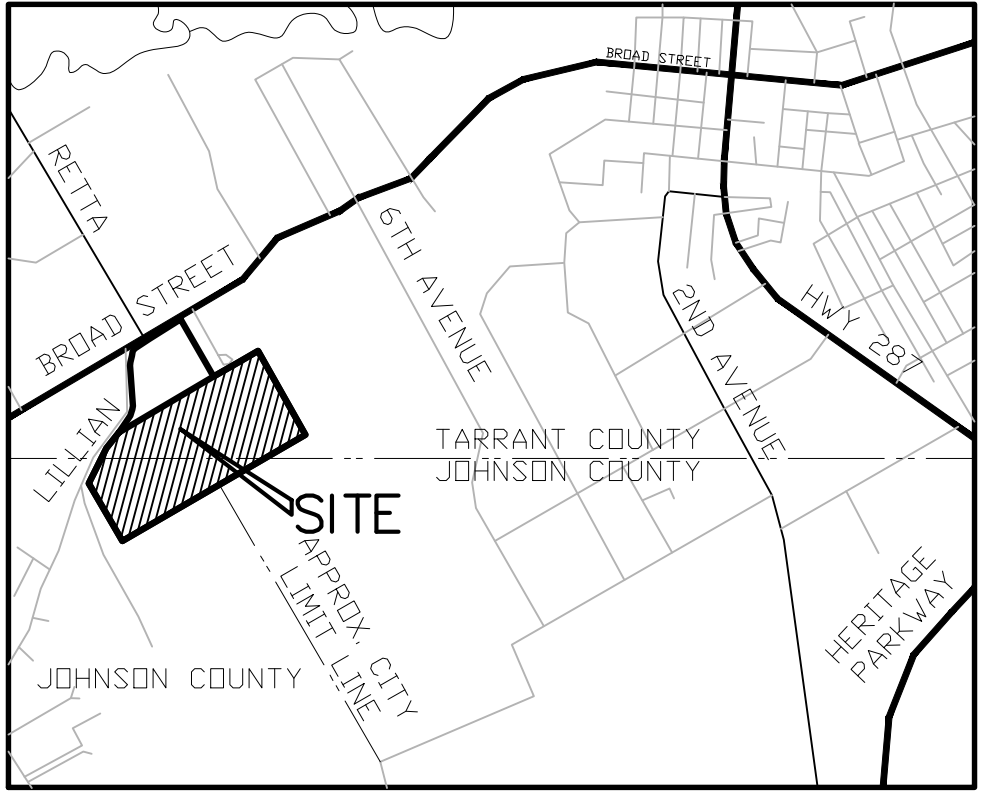 BROAD STREET
RETTA
6TH AVENUE
BROAD STREET
2ND AVENUE
HWY 287
LILLIAN
TARRANT COUNTY
JOHNSON COUNTY
SITE
APPROX. CITY
LIMIT LINE
HERITAGE
PARKWAY
JOHNSON COUNTY